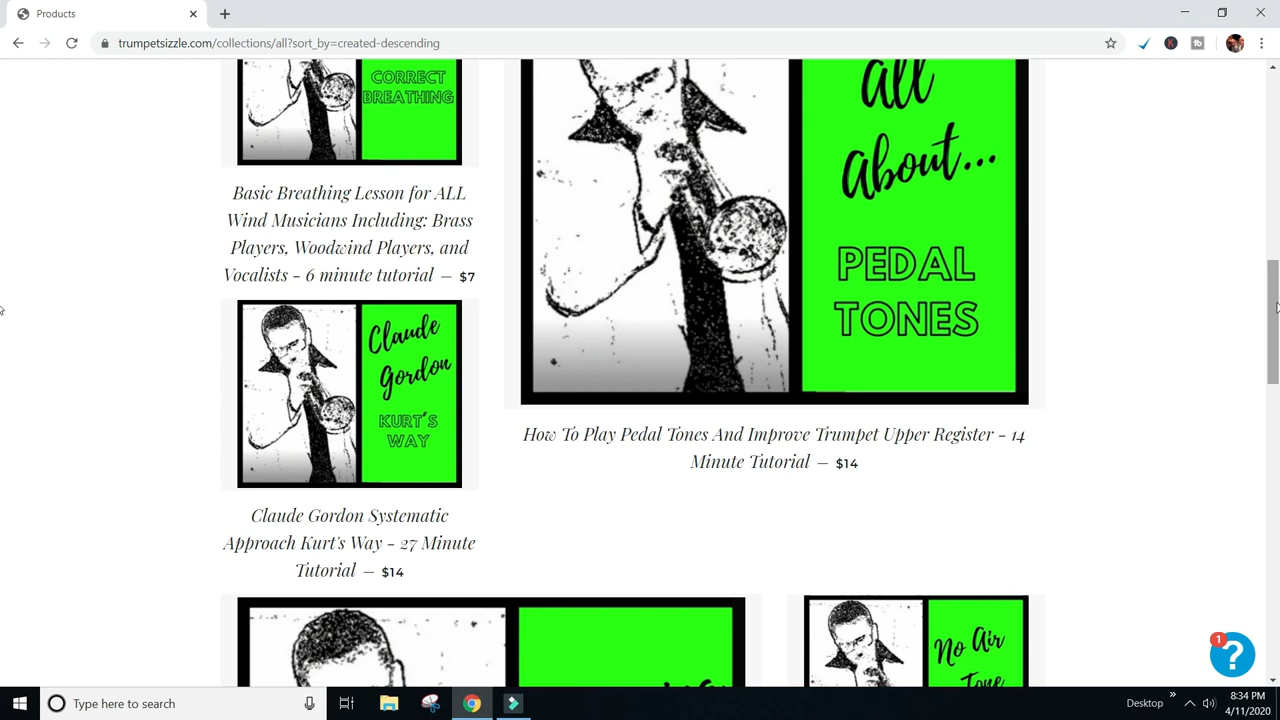 Products
trumpetsizzle.com/collections/all?sort_by=created-descending
CORRECT
BREATHING
Basic Breathing Lesson for ALL
Wind Musicians Including: Brass
Players, Woodwind Players, and
Vocalists - 6 minute tutorial — $7
All
About...
PEDAL
TONES
How To Play Pedal Tones And Improve Trumpet Upper Register - 14
Minute Tutorial — $14
Claude
Gordon
KURT'S
WAY
Claude Gordon Systematic
Approach Kurt's Way - 27 Minute
Tutorial — $14
No Air
Tone
1
?
Type here to search
Desktop
8:34 PM
4/11/2020